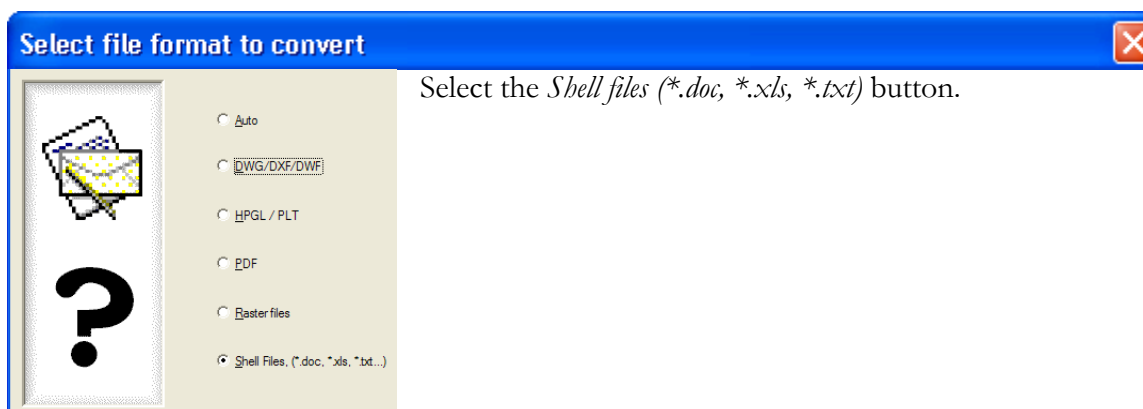 Select file format to convert
Select the Shell files (*.doc, *.xls, *.txt) button.
Auto
DWG/DXF/DWF
HPGL / PLT
PDF
Raster files
Shell Files, (*.doc, *.xls, *.txt...)